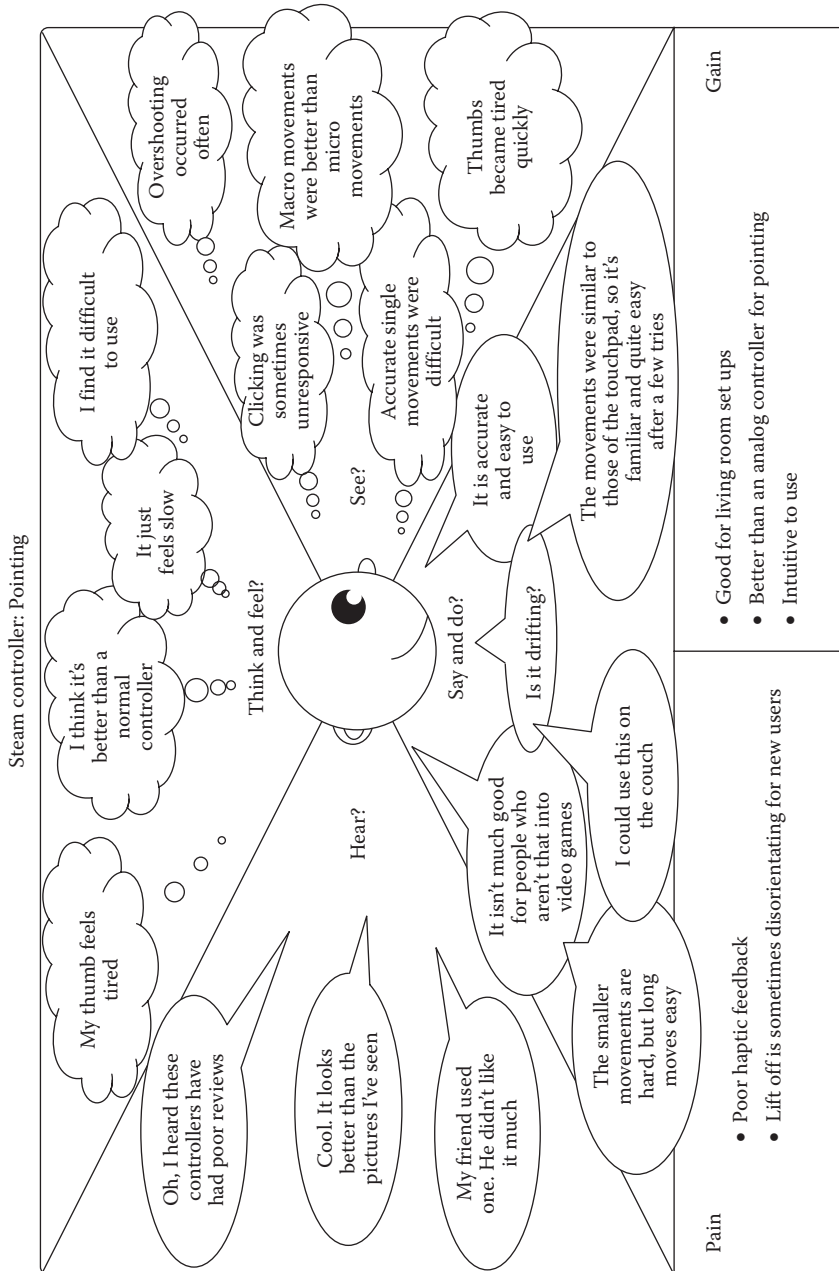 Steam controller: Pointing
My thumb feels
tired
I think it's
better than a
normal
controller
It just
feels slow
I find it difficult
to use
Think and feel?
Overshooting
occurred
often
Clicking was
sometimes
unresponsive
Macro movements
were better than
micro
movements
Accurate single
movements were
difficult
Thumbs
became tired
quickly
See?
Hear?
Oh, I heard these
controllers have
had poor reviews
Cool. It looks
better than the
pictures I've seen
My friend used
one. He didn't like
it much
Say and do?
It is accurate
and easy to
use
Is it drifting?
It isn't much good
for people who
aren't that into
video games
The movements were similar to
those of the touchpad, so it's
familiar and quite easy
after a few tries
I could use this on
the couch
The smaller
movements are
hard, but long
moves easy
Pain
• Poor haptic feedback
• Lift off is sometimes disorientating for new users
Gain
• Good for living room set ups
• Better than an analog controller for pointing
• Intuitive to use